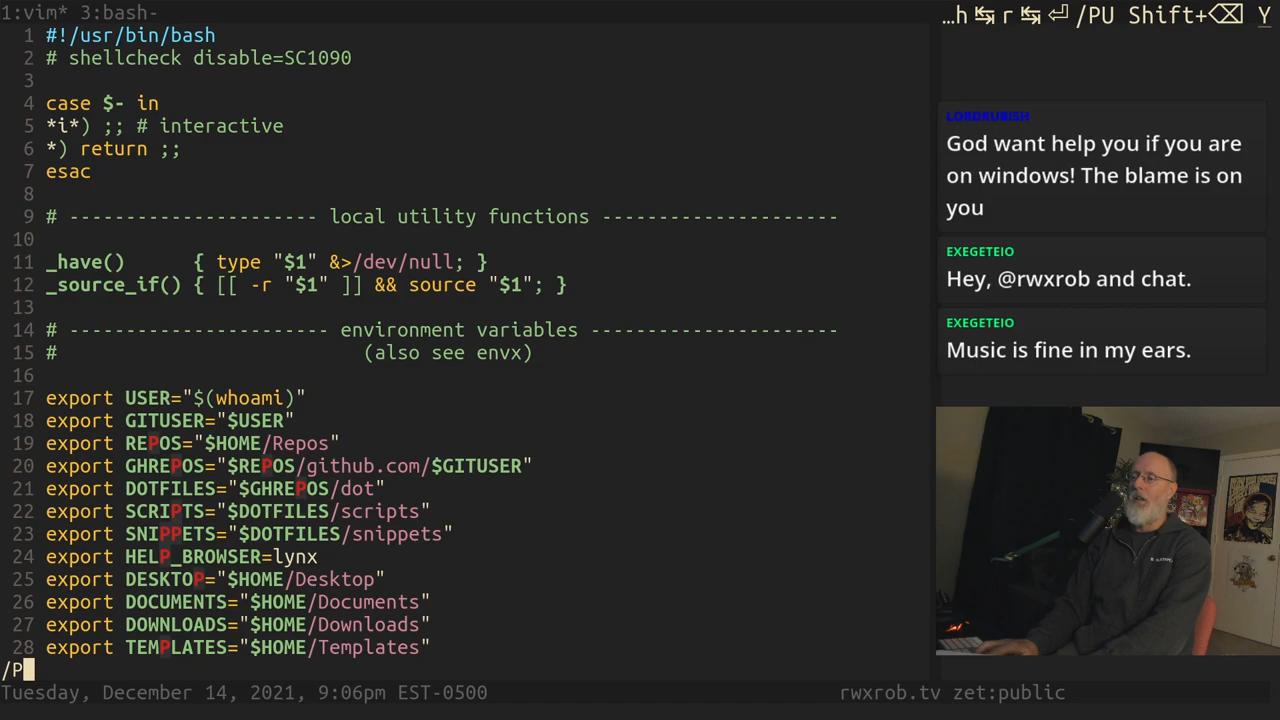 1:vim* 3:bash-
…h ↹ r ↹ ⏎ /PU Shift+⌫ Y
1 #!/usr/bin/bash
2 # shellcheck disable=SC1090
3
4 case $- in
5 *i*) ;; # interactive
6 *) return ;;
7 esac
8
9 # ---------------------- local utility functions ---------------------
10
11 _have()      { type "$1" &>/dev/null; }
12 _source_if() { [[ -r "$1" ]] && source "$1"; }
13
14 # ----------------------- environment variables ----------------------
15 #                           (also see envx)
16
17 export USER="$(whoami)"
18 export GITUSER="$USER"
19 export REPOS="$HOME/Repos"
20 export GHREPOS="$REPOS/github.com/$GITUSER"
21 export DOTFILES="$GHREPOS/dot"
22 export SCRIPTS="$DOTFILES/scripts"
23 export SNIPPETS="$DOTFILES/snippets"
24 export HELP_BROWSER=lynx
25 export DESKTOP="$HOME/Desktop"
26 export DOCUMENTS="$HOME/Documents"
27 export DOWNLOADS="$HOME/Downloads"
28 export TEMPLATES="$HOME/Templates"
/P
Tuesday, December 14, 2021, 9:06pm EST-0500
rwxrob.tv zet:public
LORDRUBISH
God want help you if you are
on windows! The blame is on
you
EXEGETEIO
Hey, @rwxrob and chat.
EXEGETEIO
Music is fine in my ears.